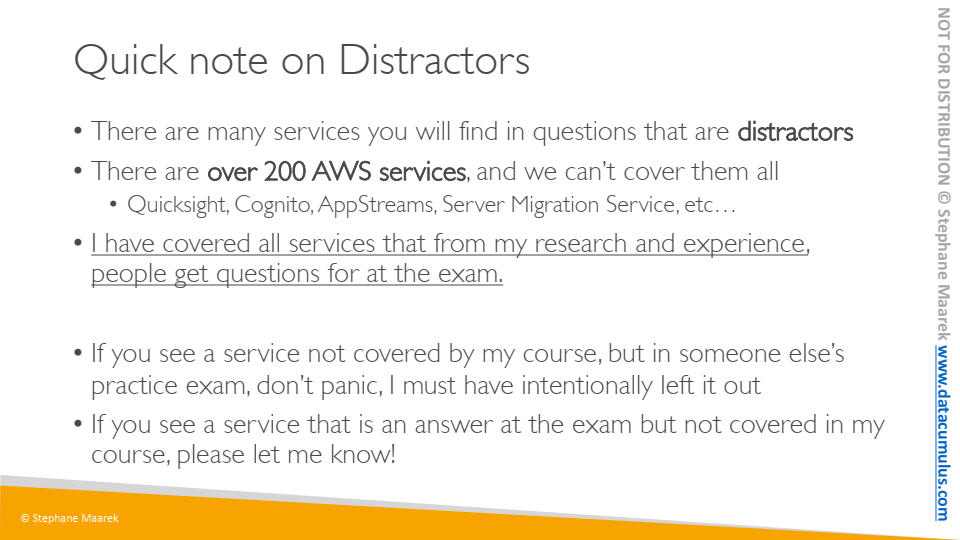 Quick note on Distractors
• There are many services you will find in questions that are distractors
• There are over 200 AWS services, and we can't cover them all
• Quicksight, Cognito, AppStreams, Server Migration Service, etc…
• I have covered all services that from my research and experience,
people get questions for at the exam.
• If you see a service not covered by my course, but in someone else's
practice exam, don't panic, I must have intentionally left it out
• If you see a service that is an answer at the exam but not covered in my
course, please let me know!
© Stephane Maarek
NOT FOR DISTRIBUTION © Stephane Maarek www.datacumulus.com